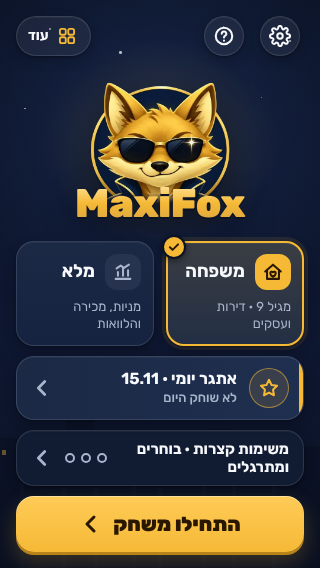 עוד
MaxiFox
משפחה
מגיל 9 • דירות
ועסקים
מלא
מניות, מכירה
והלוואות
אתגר יומי • 15.11
לא שוחק היום
משימות קצרות • בוחרים
ומתרגלים
התחילו משחק